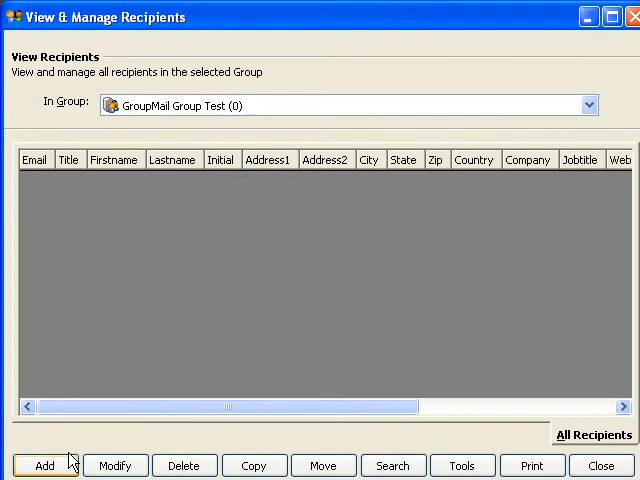 View & Manage Recipients
View Recipients
View and manage all recipients in the selected Group
In Group: GroupMail Group Test (0)
Email Title Firstname Lastname Initial Address1 Address2 City State Zip Country Company Jobtitle Web
All Recipients
Add Modify Delete Copy Move Search Tools Print Close